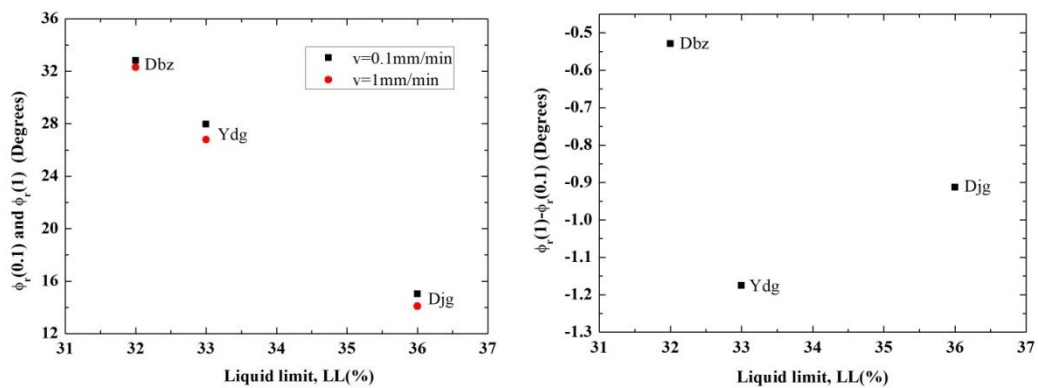 36
32
28
24
20
16
12
ϕr(0.1) and ϕr(1) (Degrees)
v=0.1mm/min
v=1mm/min
Dbz
Ydg
Djg
31 32 33 34 35 36 37
Liquid limit, LL(%)
-0.5
-0.6
-0.7
-0.8
-0.9
-1.0
-1.1
-1.2
-1.3
ϕr(1)-ϕr(0.1) (Degrees)
Dbz
Djg
Ydg
31 32 33 34 35 36 37
Liquid limit, LL(%)